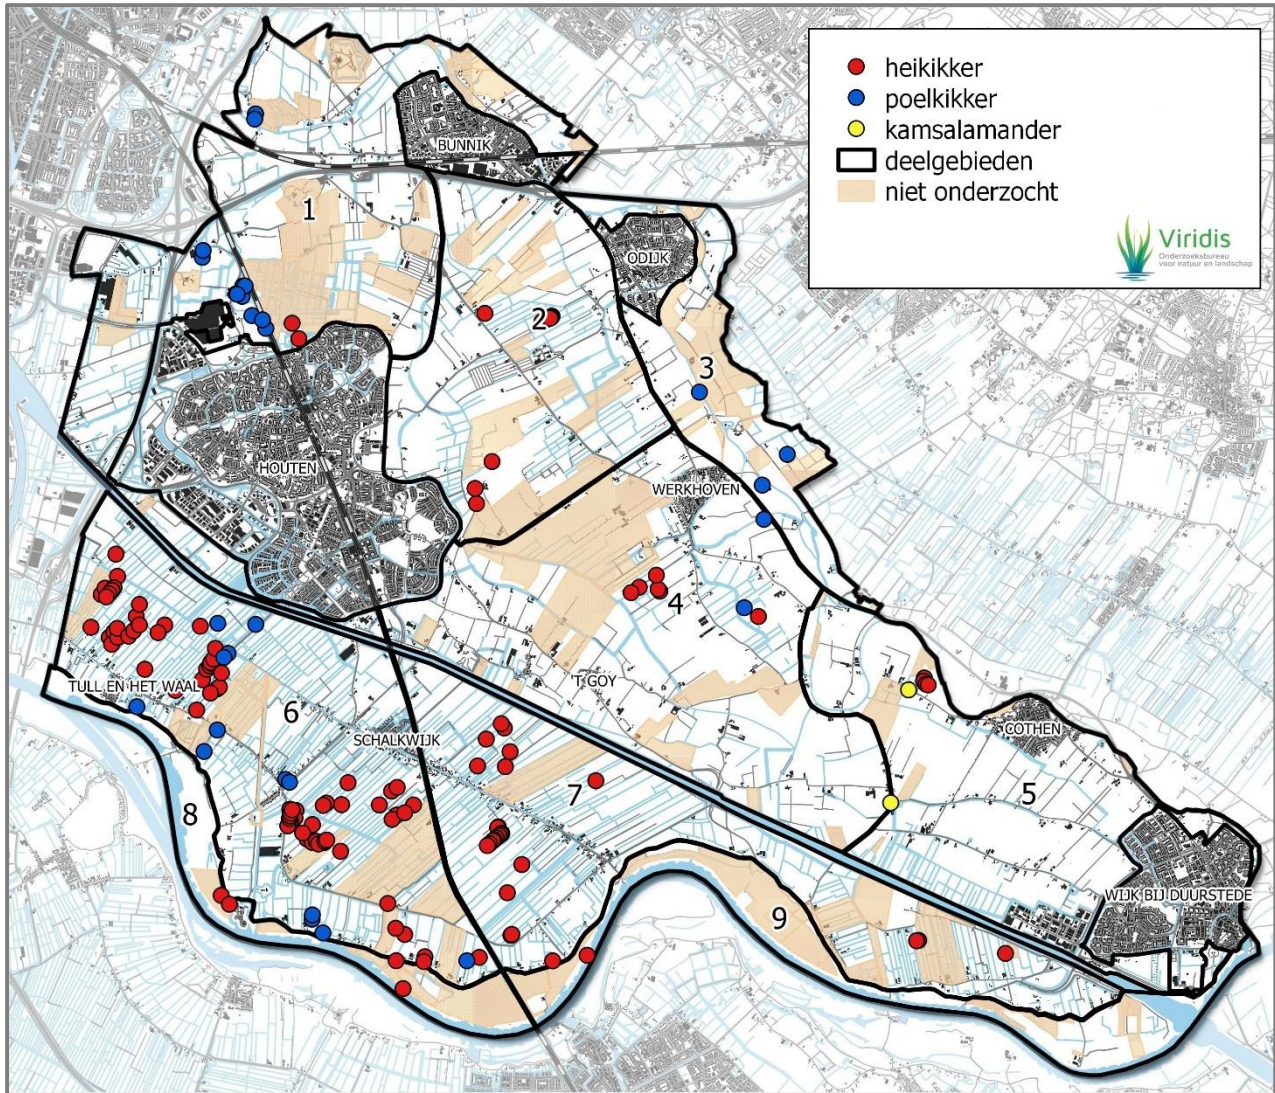 heikikker
poelkikker
kamsalamander
deelgebieden
niet onderzocht
Viridis
Onderzoeksbureau
voor natuur en landschap
BUNNIK
1
ODIJK
2
3
HOUTEN
WERKHOVEN
4
'T GOY
TULL EN HET WAAL
6
SCHALKWIJK
COTHEN
7
5
8
WIJK BIJ DUURSTEDE
9